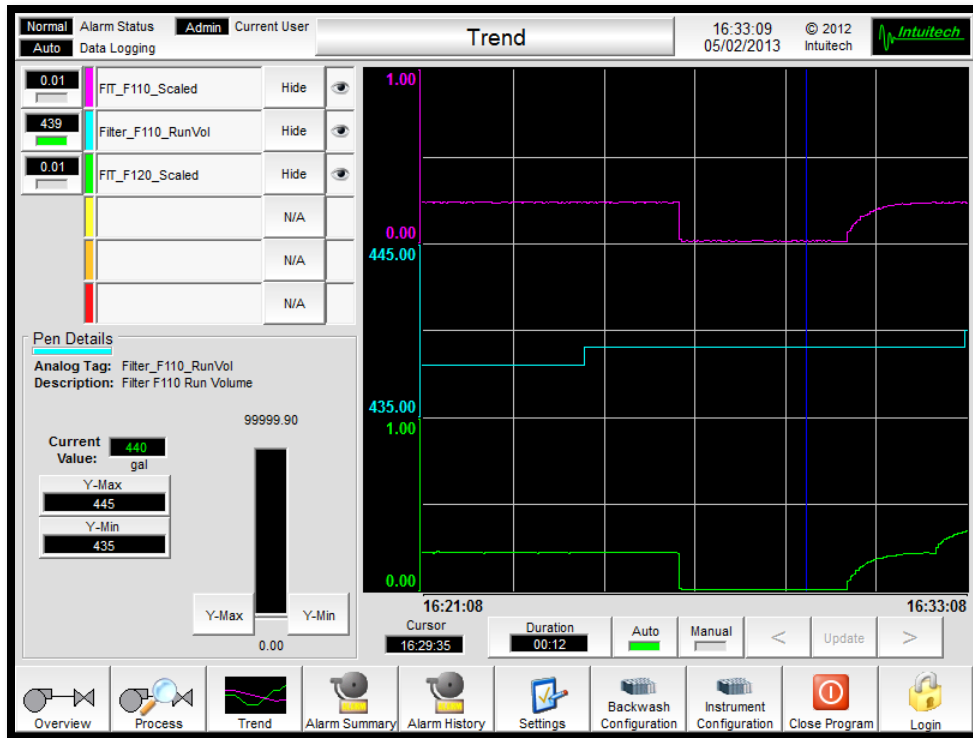 Normal Alarm Status Admin Current User
Auto Data Logging
Trend
16:33:09
05/02/2013
© 2012
Intuitech
Intuitech
0.01 FIT_F110_Scaled Hide
439 Filter_F110_RunVol Hide
0.01 FIT_F120_Scaled Hide
N/A
N/A
N/A
1.00
0.00
445.00
435.00
1.00
0.00
16:21:08 16:33:08
Pen Details
Analog Tag: Filter_F110_RunVol
Description: Filter F110 Run Volume
99999.90
Current
Value: 440
gal
Y-Max
445
Y-Min
435
Y-Max Y-Min
0.00
Cursor
16:29:35
Duration
00:12
Auto
Manual
< Update >
Overview
Process
Trend
Alarm Summary
Alarm History
Settings
Backwash
Configuration
Instrument
Configuration
Close Program
Login